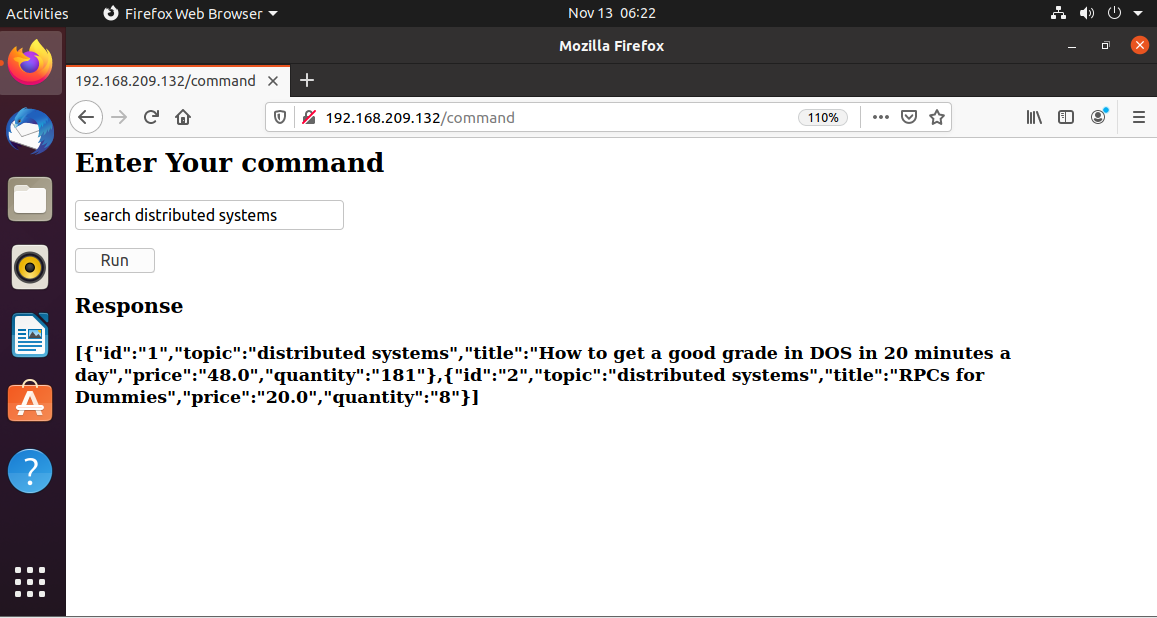 Activities Firefox Web Browser Nov 13 06:22
Mozilla Firefox
192.168.209.132/command
192.168.209.132/command 110%
Enter Your command
search distributed systems
Run
Response
[{"id":"1","topic":"distributed systems","title":"How to get a good grade in DOS in 20 minutes a
day","price":"48.0","quantity":"181"},{"id":"2","topic":"distributed systems","title":"RPCs for
Dummies","price":"20.0","quantity":"8"}]